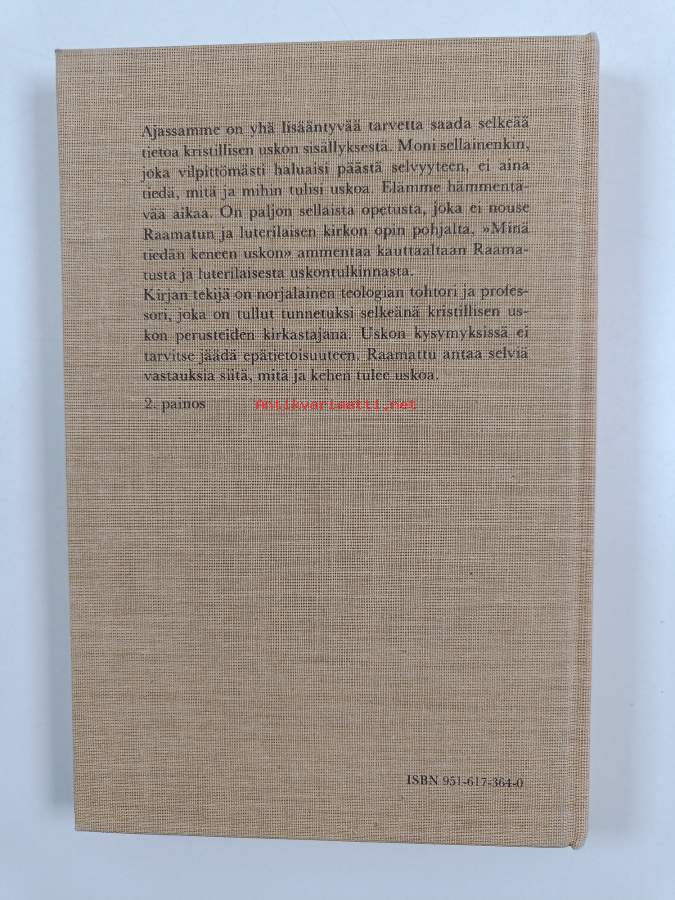 Ajassamme on yhä lisääntyvää tarvetta saada selkeää
tietoa kristillisen uskon sisällyksestä. Moni sellainenkin,
joka vilpittömästi haluaisi päästä selvyyteen, ei aina
tiedä, mitä ja mihin tulisi uskoa. Elämme hämmentä-
vää aikaa. On paljon sellaista opetusta, joka ei nouse
Raamatun ja luterilaisen kirkon opin pohjalta. »Minä
tiedän keneen uskon» ammentaa kauttaaltaan Raama-
tusta ja luterilaisesta uskontulkinnasta.
Kirjan tekijä on norjalainen teologian tohtori ja profes-
sori, joka on tullut tunnetuksi selkeänä kristillisen us-
kon perusteiden kirkastajana. Uskon kysymyksissä ei
tarvitse jäädä epätietoisuuteen. Raamattu antaa selviä
vastauksia siitä, mitä ja kehen tulee uskoa.
2. painos
Antikvariaatti.net
ISBN 951-617-364-0